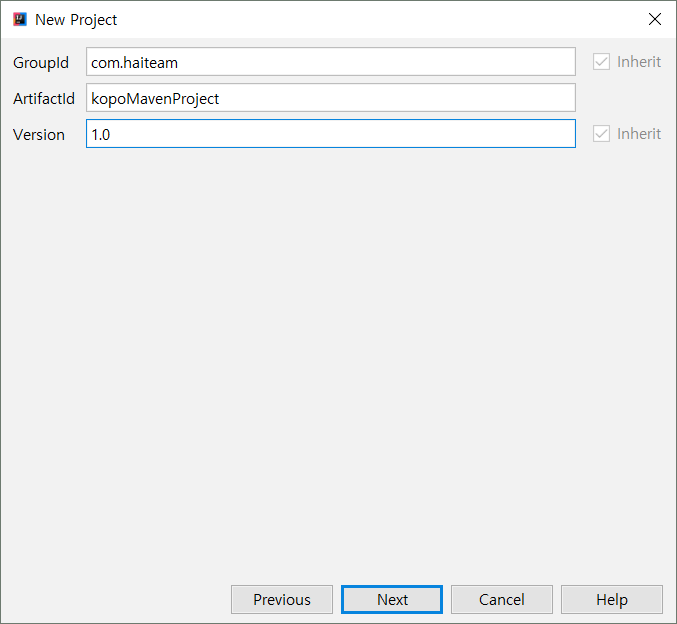 New Project
GroupId com.haiteam Inherit
ArtifactId kopoMavenProject
Version 1.0 Inherit
Previous Next Cancel Help